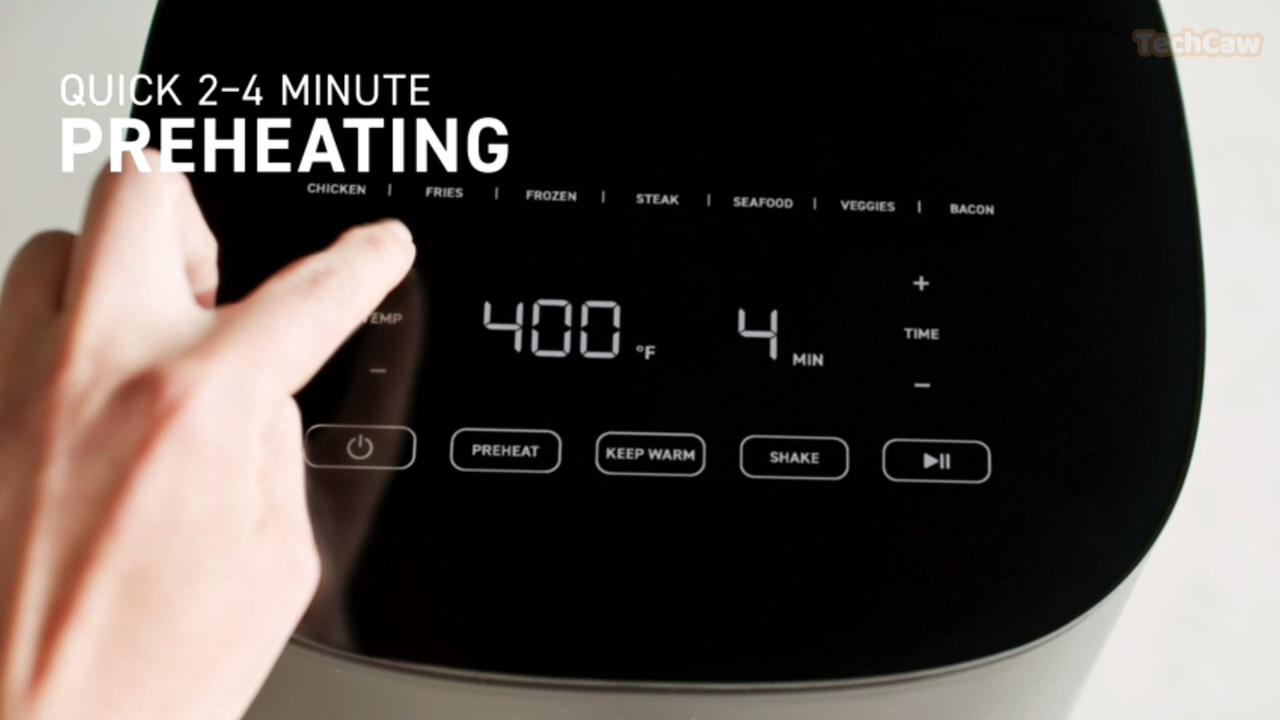 TechCaw
QUICK 2-4 MINUTE
PREHEATING
CHICKEN | FRIES | FROZEN | STEAK | SEAFOOD | VEGGIES | BACON
+
400 °F 4 MIN TIME
− −
PREHEAT KEEP WARM SHAKE